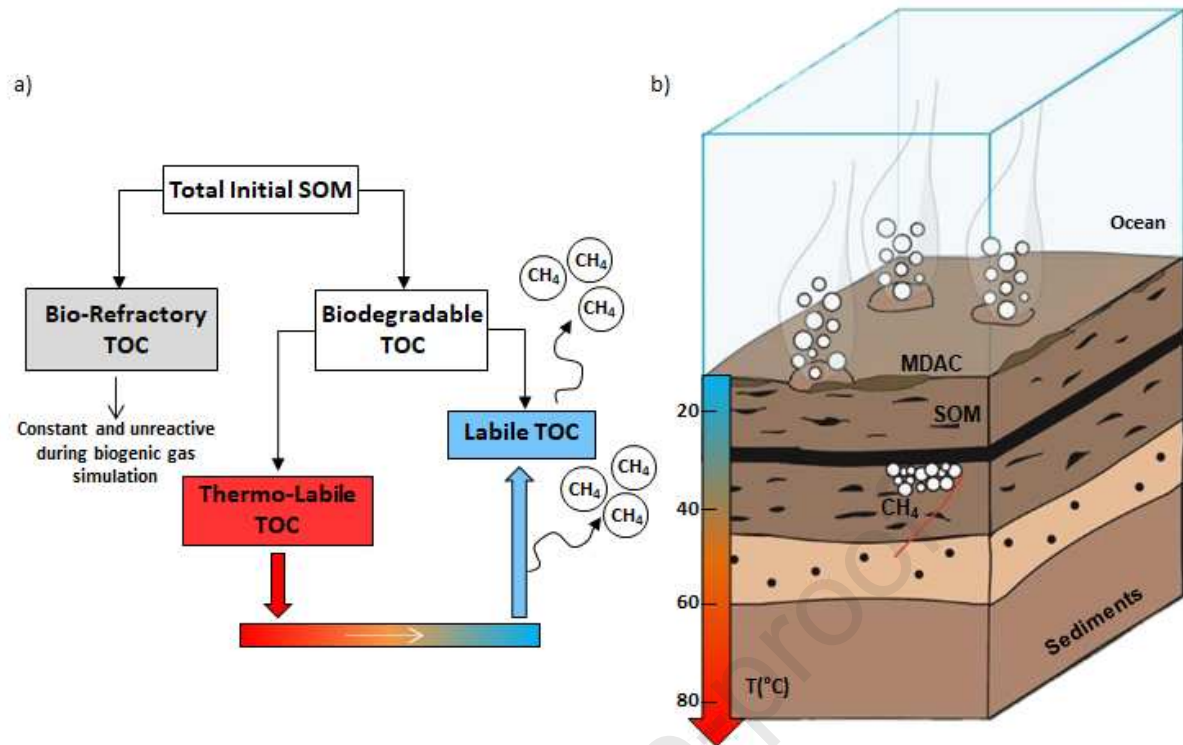 a)
Total Initial SOM
Bio-Refractory
TOC
Biodegradable
TOC
Constant and unreactive
during biogenic gas
simulation
Thermo-Labile
TOC
Labile TOC
CH4
CH4
CH4
CH4
CH4
CH4
b)
Ocean
MDAC
SOM
CH4
Sediments
20
40
60
80
T(°C)